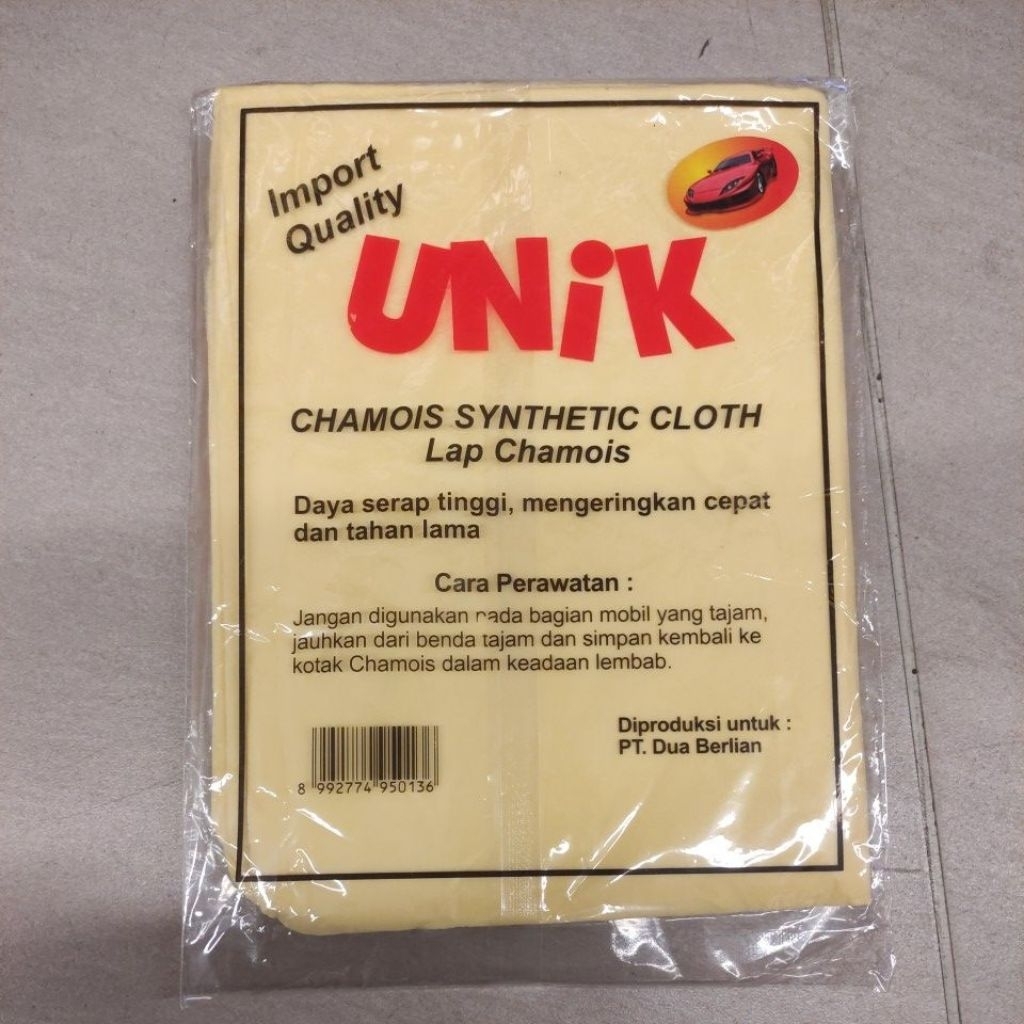 Import
Quality
UNiK
CHAMOIS SYNTHETIC CLOTH
Lap Chamois
Daya serap tinggi, mengeringkan cepat
dan tahan lama
Cara Perawatan :
Jangan digunakan pada bagian mobil yang tajam,
jauhkan dari benda tajam dan simpan kembali ke
kotak Chamois dalam keadaan lembab.
Diproduksi untuk :
PT. Dua Berlian
8 992774 950136